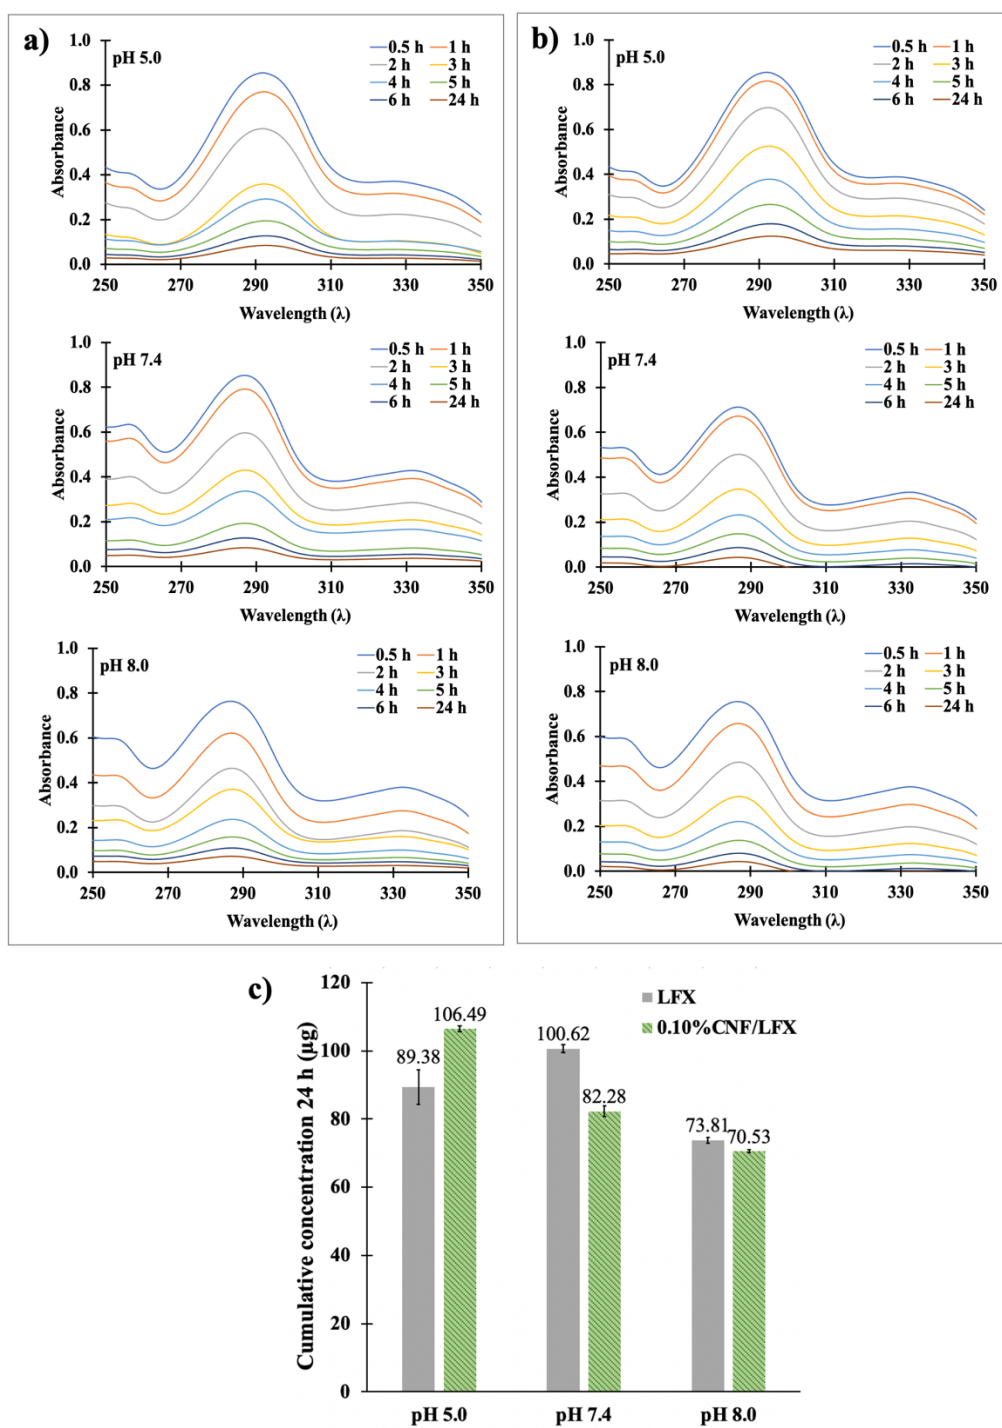 a)
pH 5.0
0.5 h 1 h
2 h 3 h
4 h 5 h
6 h 24 h
1.0
0.8
0.6
0.4
0.2
0.0
Absorbance
250 270 290 310 330 350
Wavelength (λ)
pH 7.4
0.5 h 1 h
2 h 3 h
4 h 5 h
6 h 24 h
1.0
0.8
0.6
0.4
0.2
0.0
Absorbance
250 270 290 310 330 350
Wavelength (λ)
pH 8.0
0.5 h 1 h
2 h 3 h
4 h 5 h
6 h 24 h
1.0
0.8
0.6
0.4
0.2
0.0
Absorbance
250 270 290 310 330 350
Wavelength (λ)
b)
pH 5.0
0.5 h 1 h
2 h 3 h
4 h 5 h
6 h 24 h
1.0
0.8
0.6
0.4
0.2
0.0
Absorbance
250 270 290 310 330 350
Wavelength (λ)
pH 7.4
0.5 h 1 h
2 h 3 h
4 h 5 h
6 h 24 h
1.0
0.8
0.6
0.4
0.2
0.0
Absorbance
250 270 290 310 330 350
Wavelength (λ)
pH 8.0
0.5 h 1 h
2 h 3 h
4 h 5 h
6 h 24 h
1.0
0.8
0.6
0.4
0.2
0.0
Absorbance
250 270 290 310 330 350
Wavelength (λ)
c)
LFX
0.10%CNF/LFX
120
100
80
60
40
20
0
Cumulative concentration 24 h (µg)
89.38 106.49
100.62 82.28
73.81 70.53
pH 5.0 pH 7.4 pH 8.0